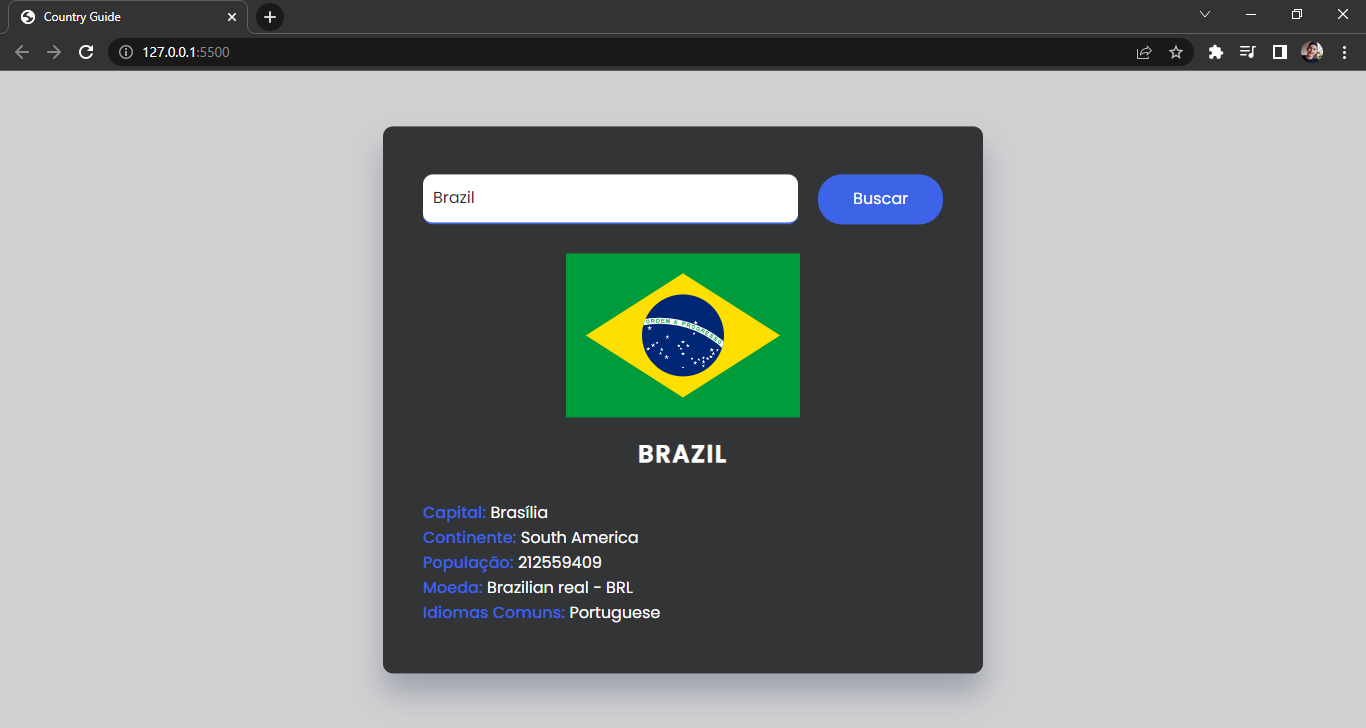 Country Guide
127.0.0.1:5500
Brazil
Buscar
ORDEM E PROGRESSO
BRAZIL
Capital: Brasília
Continente: South America
População: 212559409
Moeda: Brazilian real - BRL
Idiomas Comuns: Portuguese